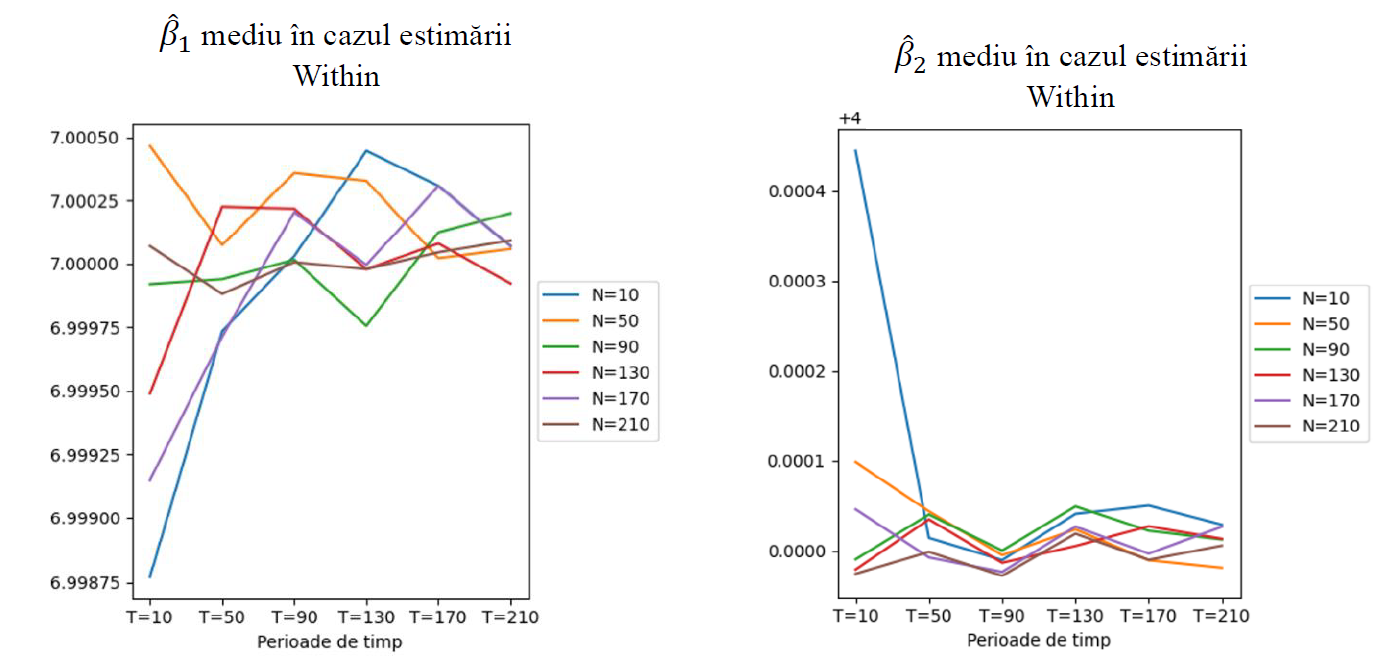 β̂₁ mediu în cazul estimării
Within
7.00050
7.00025
7.00000
6.99975
6.99950
6.99925
6.99900
6.99875
T=10 T=50 T=90 T=130 T=170 T=210
Perioade de timp
N=10
N=50
N=90
N=130
N=170
N=210
β̂₂ mediu în cazul estimării
Within
+4
0.0004
0.0003
0.0002
0.0001
0.0000
T=10 T=50 T=90 T=130 T=170 T=210
Perioade de timp
N=10
N=50
N=90
N=130
N=170
N=210